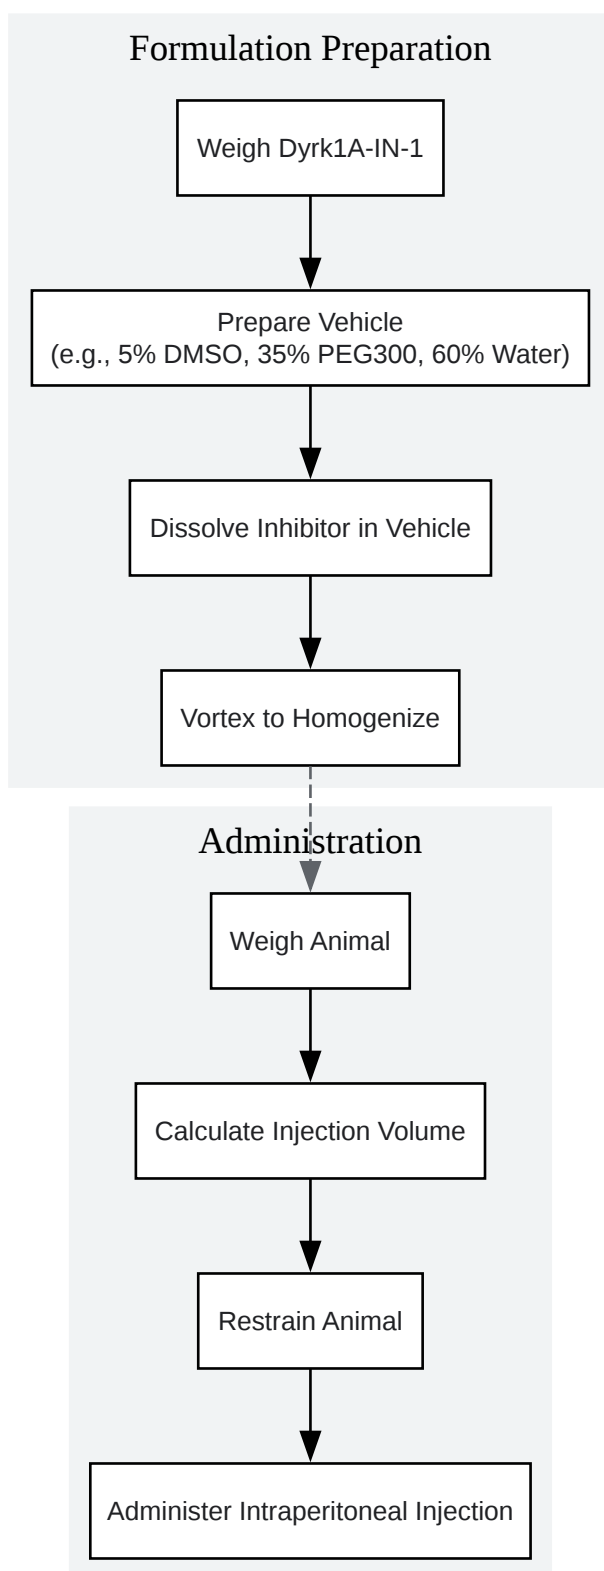 Formulation Preparation
Weigh Dyrk1A-IN-1
Prepare Vehicle
(e.g., 5% DMSO, 35% PEG300, 60% Water)
Dissolve Inhibitor in Vehicle
Vortex to Homogenize
Administration
Weigh Animal
Calculate Injection Volume
Restrain Animal
Administer Intraperitoneal Injection